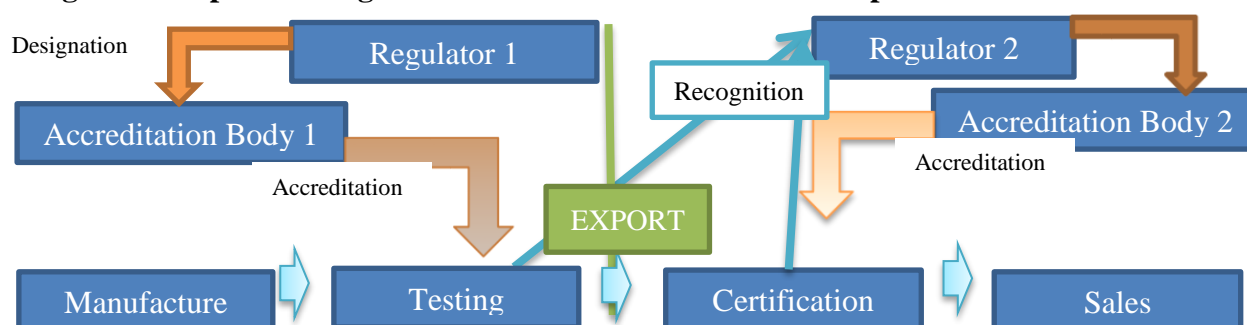 Designation
Regulator 1
Regulator 2
Recognition
Accreditation Body 1
Accreditation Body 2
Accreditation
Accreditation
EXPORT
Manufacture
Testing
Certification
Sales